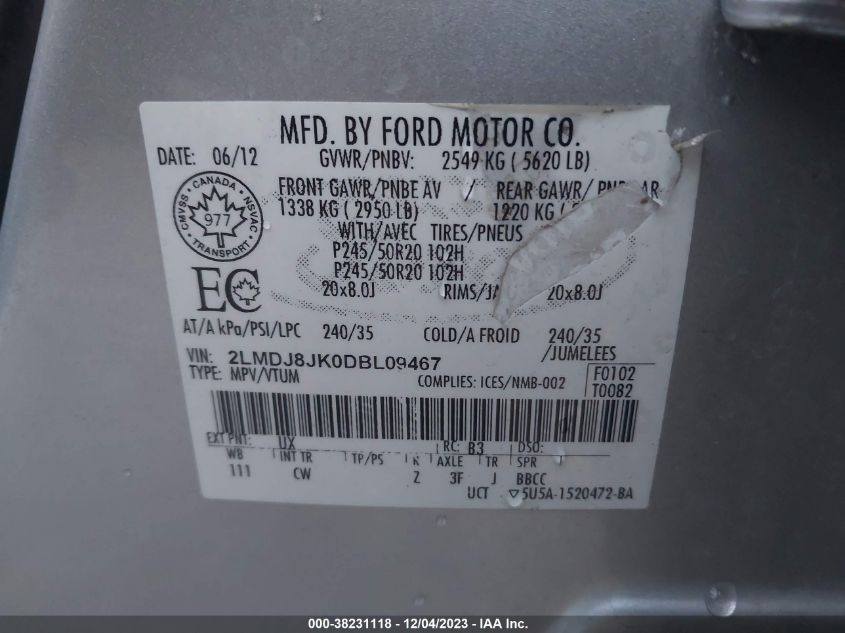 MFD. BY FORD MOTOR CO.
DATE: 06/12 GVWR/PNBV: 2549 KG ( 5620 LB)
FRONT GAWR/PNBE AV / REAR GAWR/ AR
1338 KG ( 2950 LB) 1220 KG (
WITH/AVEC TIRES/PNEUS
P245/50R20 102H
P245/50R20 102H
20x8.0J RIMS/ 20x8.0J
CMVSS CANADA NSVAC
977
TRANSPORT
EC
AT/A kPa/PSI/LPC 240/35 COLD/A FROID 240/35
/JUMELEES
VIN: 2LMDJ8JK0DBL09467
TYPE: MPV/VTUM COMPLIES: ICES/NMB-002
F0102
T0082
EXT PNT: UX RC: B3 DSO:
WB INT TR TP/PS R AXLE TR SPR
111 CW Z 3F J BBCC
UCT 5U5A-1520472-BA
000-38231118 - 12/04/2023 - IAAI Inc.